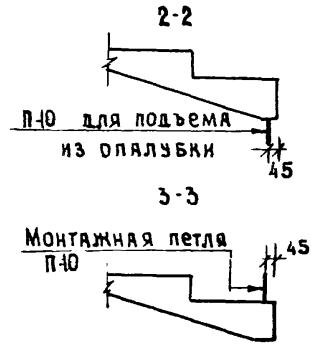 2-2
П-10 для подъема
из опалубки
45
3-3
Монтажная петля
45
П-10